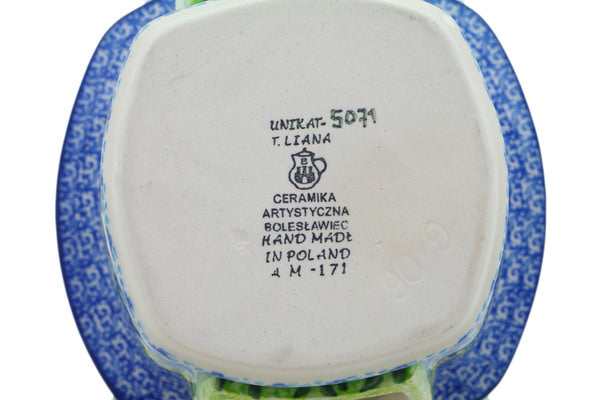 UNIKAT-5071
T.LIANA
B
CERAMIKA
ARTYSTYCZNA
BOLESŁAWIEC
HAND MADE
IN POLAND
A M -171